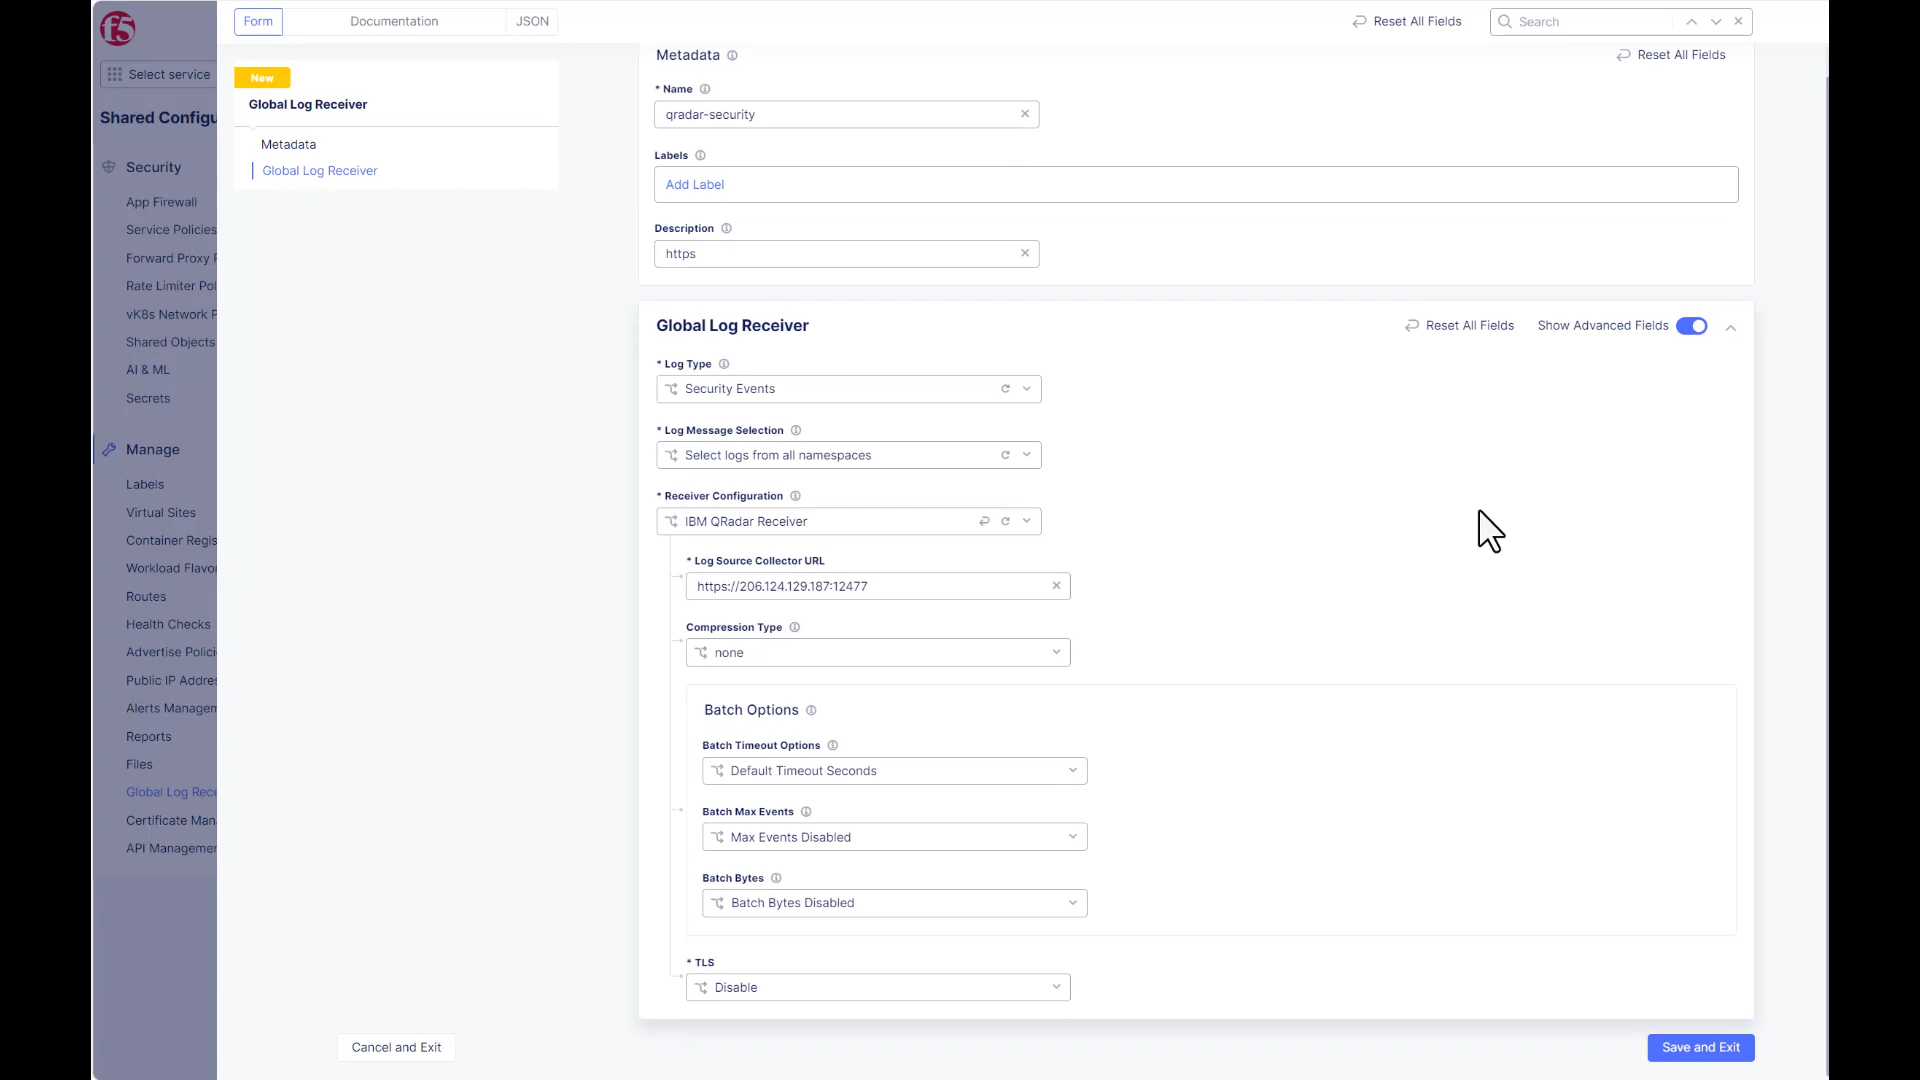 f5
Form
Documentation
JSON
Reset All Fields
Search
Select service
New
Global Log Receiver
Metadata
Global Log Receiver
Shared Configu
Security
App Firewall
Service Policies
Forward Proxy P
Rate Limiter Pol
vK8s Network P
Shared Objects
AI & ML
Secrets
Manage
Labels
Virtual Sites
Container Regis
Workload Flavor
Routes
Health Checks
Advertise Polici
Public IP Addres
Alerts Managem
Reports
Files
Global Log Rece
Certificate Man
API Managemen
Metadata
Reset All Fields
* Name
qradar-security
Labels
Add Label
Description
https
Global Log Receiver
Reset All Fields
Show Advanced Fields
* Log Type
Security Events
* Log Message Selection
Select logs from all namespaces
* Receiver Configuration
IBM QRadar Receiver
* Log Source Collector URL
https://206.124.129.187:12477
Compression Type
none
Batch Options
Batch Timeout Options
Default Timeout Seconds
Batch Max Events
Max Events Disabled
Batch Bytes
Batch Bytes Disabled
* TLS
Disable
Cancel and Exit
Save and Exit